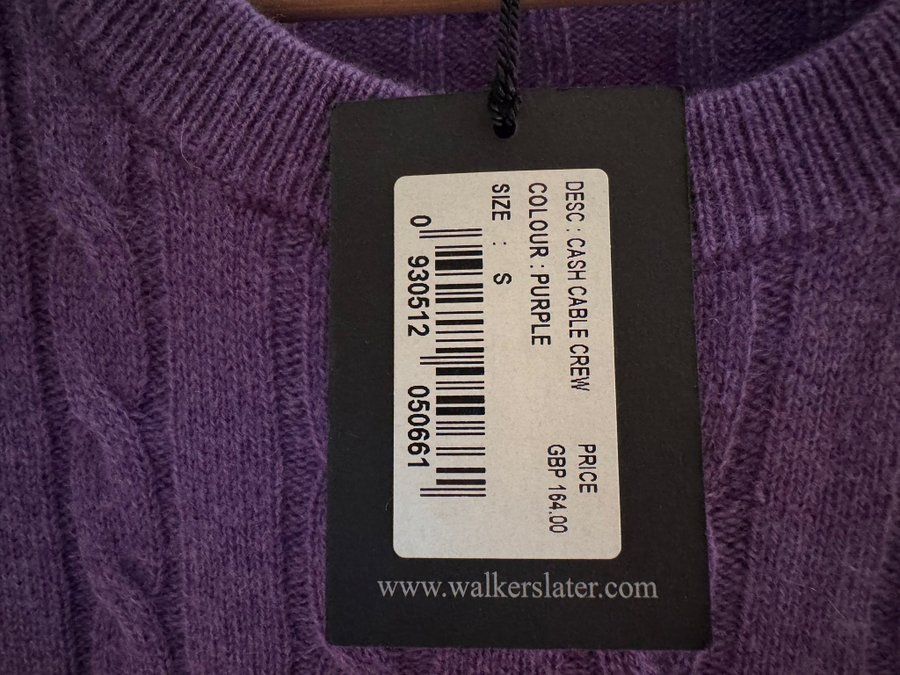 DESC : CASH CABLE CREW
COLOUR : PURPLE
SIZE : S
PRICE
GBP 164.00
0 930512 050661
www.walkerslater.com